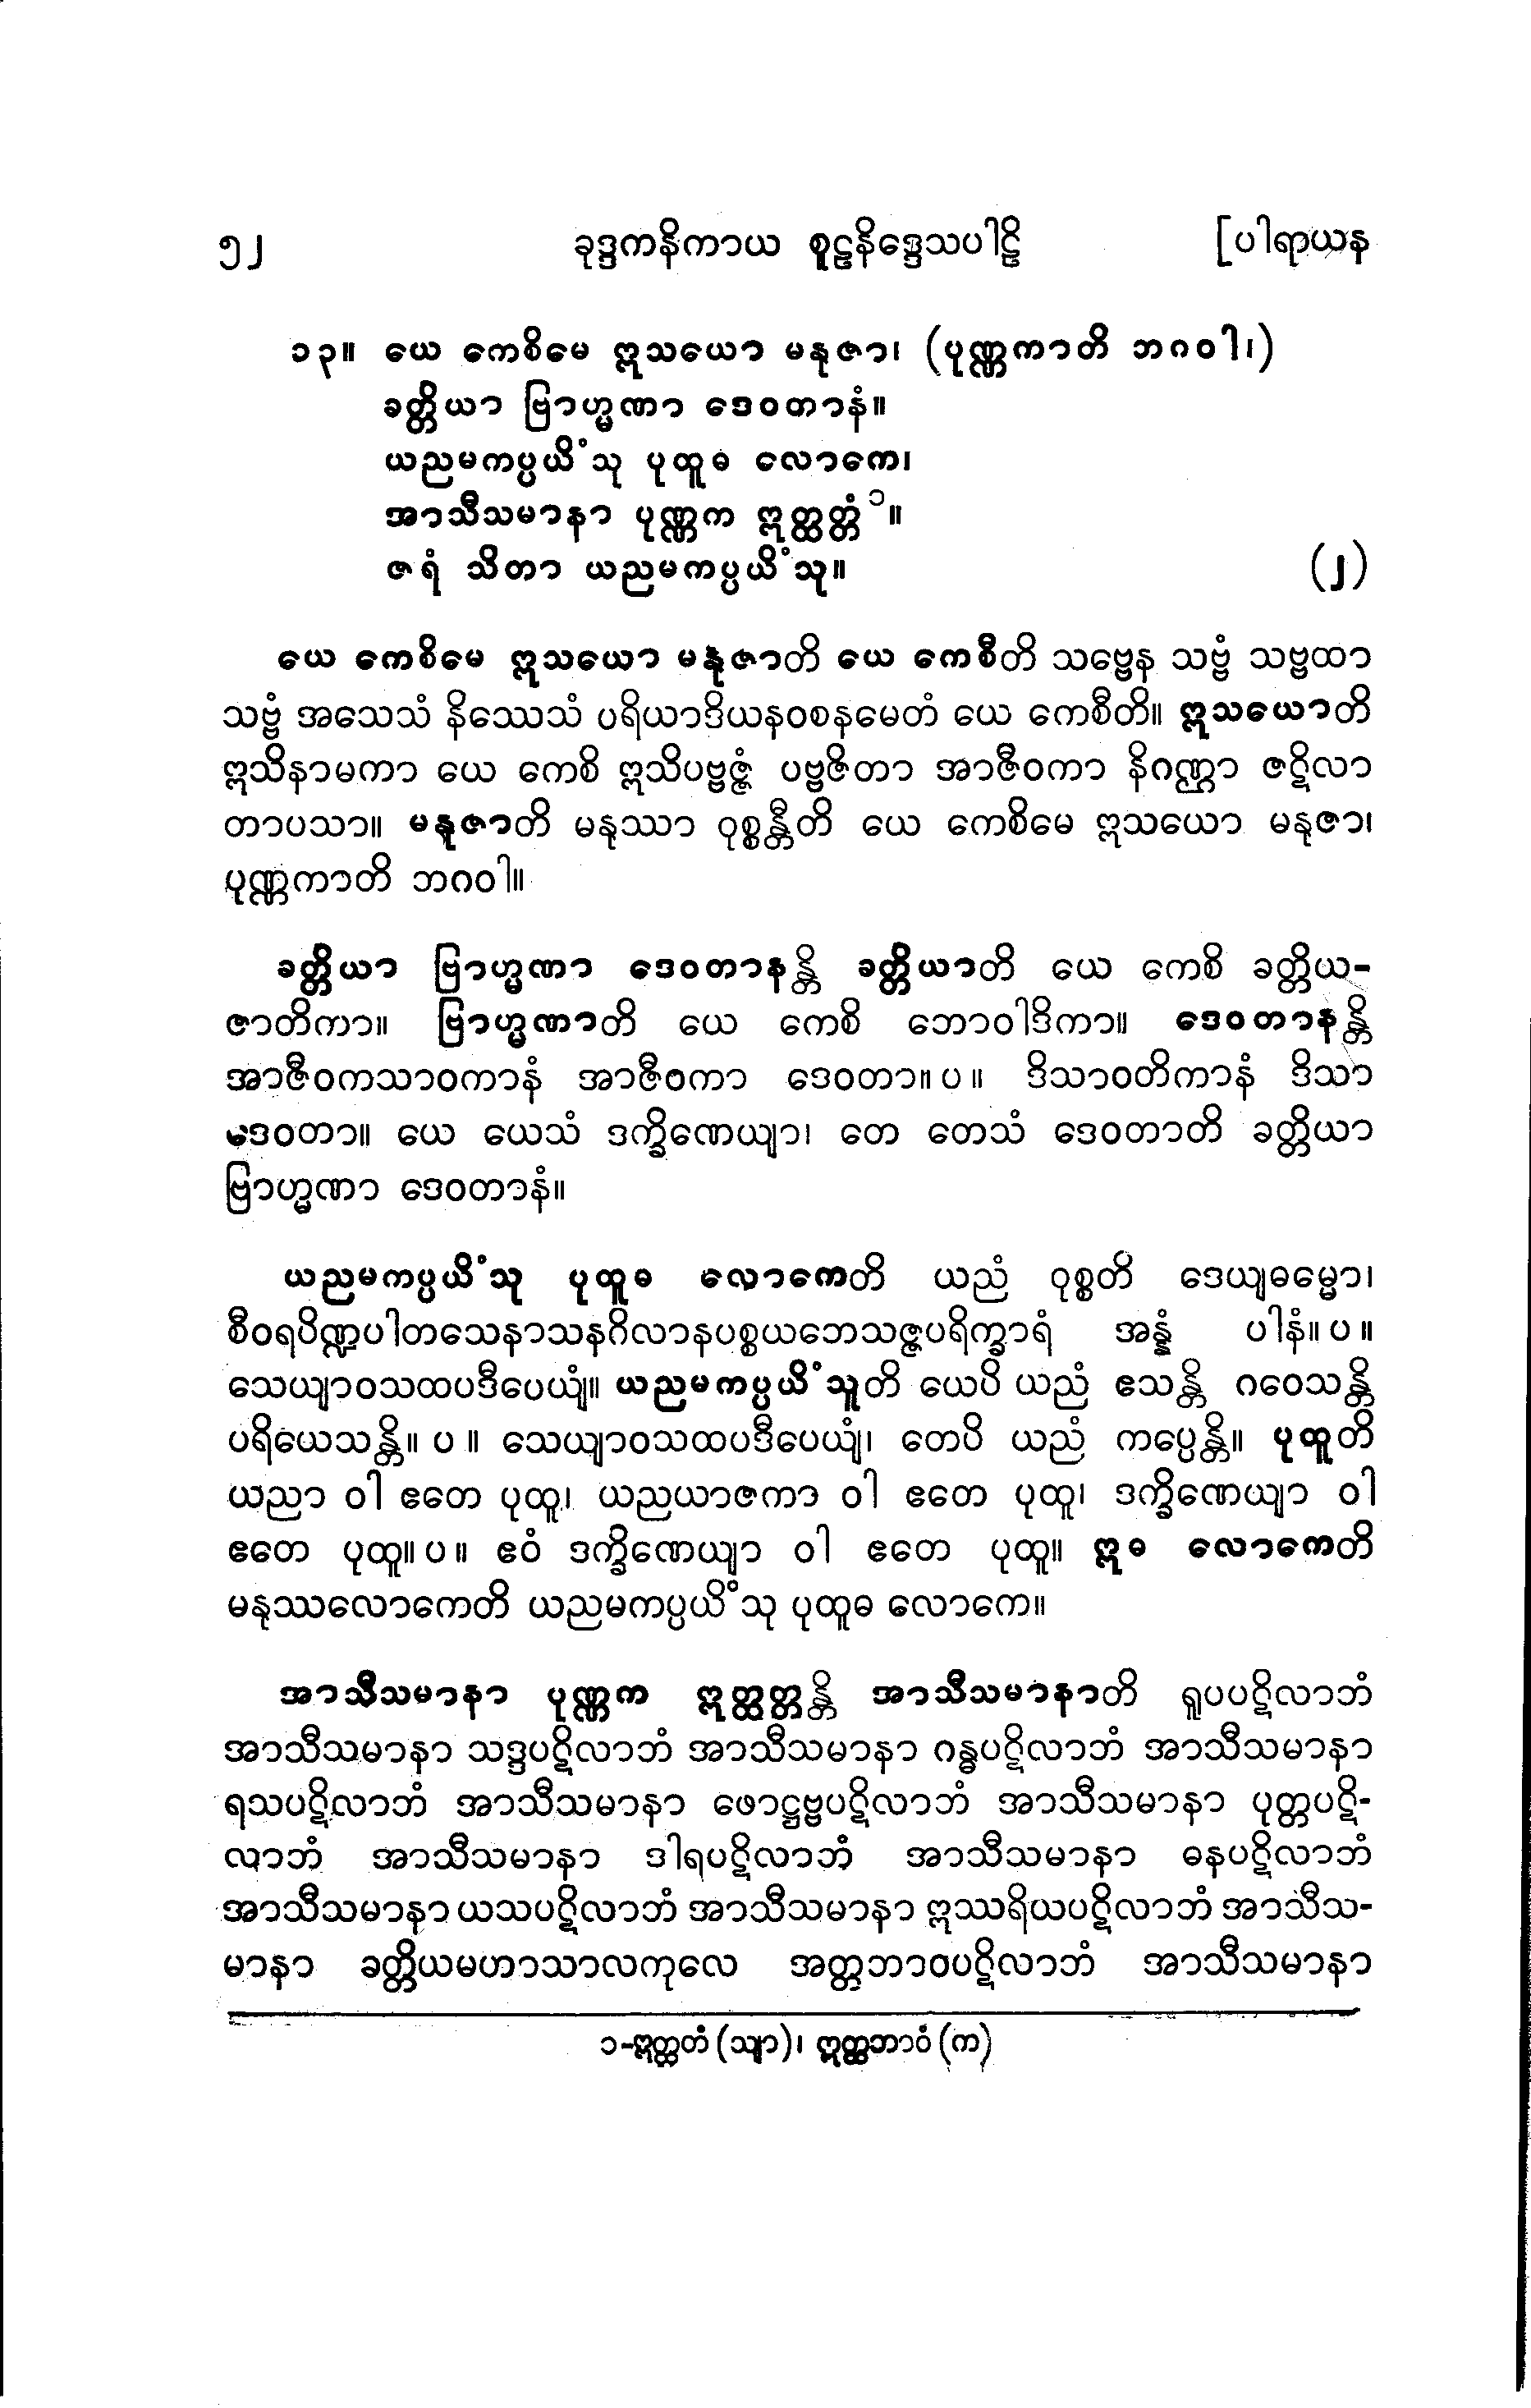 ၅၂ ခုဒ္ဒကနိကာယ စူဠနိဒ္ဒေသပါဠိ [ပါရာယန
၁၃။ ယေ ကေစိမေ ဣသယော မနုဇာ၊ (ပုဏ္ဏကာတိ ဘဂဝါ၊)
ခတ္တိယာ ဗြာဟ္မဏာ ဒေဝတာနံ။
ယညမကပ္ပယိံသု ပုထူဓ လောကေ၊
အာသီသမာနာ ပုဏ္ဏက ဣတ္ထတ္တံ၁။
ဇရံ သိတာ ယညမကပ္ပယိံသု။ (၂)
ယေ ကေစိမေ ဣသယော မနုဇာတိ ယေ ကေစီတိ သဗ္ဗေန သဗ္ဗံ သဗ္ဗထာ
သဗ္ဗံ အသေသံ နိဿေသံ ပရိယာဒိယနဝစနမေတံ ယေ ကေစီတိ။ ဣသယောတိ
ဣသိနာမကာ ယေ ကေစိ ဣသိပဗ္ဗဇ္ဇံ ပဗ္ဗဇိတာ အာဇီဝကာ နိဂဏ္ဌာ ဇဋိလာ
တာပသာ။ မနုဇာတိ မနုဿာ ဝုစ္စန္တီတိ ယေ ကေစိမေ ဣသယော မနုဇာ၊
ပုဏ္ဏကာတိ ဘဂဝါ။
ခတ္တိယာ ဗြာဟ္မဏာ ဒေဝတာနန္တိ ခတ္တိယာတိ ယေ ကေစိ ခတ္တိယ-
ဇာတိကာ။ ဗြာဟ္မဏာတိ ယေ ကေစိ ဘောဝါဒိကာ။ ဒေဝတာနန္တိ
အာဇီဝကသာဝကာနံ အာဇီဝကာ ဒေဝတာ။ ပ ။ ဒိသာဝတိကာနံ ဒိသာ
ဒေဝတာ။ ယေ ယေသံ ဒက္ခိဏေယျာ၊ တေ တေသံ ဒေဝတာတိ ခတ္တိယာ
ဗြာဟ္မဏာ ဒေဝတာနံ။
ယညမကပ္ပယိံသု ပုထူဓ လောကေတိ ယညံ ဝုစ္စတိ ဒေယျဓမ္မော၊
စီဝရပိဏ္ဍပါတသေနာသနဂိလာနပစ္စယဘေသဇ္ဇပရိက္ခာရံ အန္နံ ပါနံ။ ပ ။
သေယျာဝသထပဒီပေယျံ။ ယညမကပ္ပယိံသူတိ ယေပိ ယညံ ဧသန္တိ ဂဝေသန္တိ
ပရိယေသန္တိ။ ပ ။ သေယျာဝသထပဒီပေယျံ၊ တေပိ ယညံ ကပ္ပေန္တိ။ ပုထူတိ
ယညာ ဝါ ဧတေ ပုထူ၊ ယညယာဇကာ ဝါ ဧတေ ပုထူ၊ ဒက္ခိဏေယျာ ဝါ
ဧတေ ပုထူ။ ပ ။ ဧဝံ ဒက္ခိဏေယျာ ဝါ ဧတေ ပုထူ။ ဣဓ လောကေတိ
မနုဿလောကေတိ ယညမကပ္ပယိံသု ပုထူဓ လောကေ။
အာသီသမာနာ ပုဏ္ဏက ဣတ္ထတ္တန္တိ အာသီသမာနာတိ ရူပပဋိလာဘံ
အာသီသမာနာ သဒ္ဒပဋိလာဘံ အာသီသမာနာ ဂန္ဓပဋိလာဘံ အာသီသမာနာ
ရသပဋိလာဘံ အာသီသမာနာ ဖောဋ္ဌဗ္ဗပဋိလာဘံ အာသီသမာနာ ပုတ္တပဋိ-
လာဘံ အာသီသမာနာ ဒါရပဋိလာဘံ အာသီသမာနာ ဓနပဋိလာဘံ
အာသီသမာနာ ယသပဋိလာဘံ အာသီသမာနာ ဣဿရိယပဋိလာဘံ အာသီသ-
မာနာ ခတ္တိယမဟာသာလကုလေ အတ္တဘာဝပဋိလာဘံ အာသီသမာနာ
၁-ဣတ္ထတံ (သျာ)၊ ဣတ္ထဘာဝံ (က)